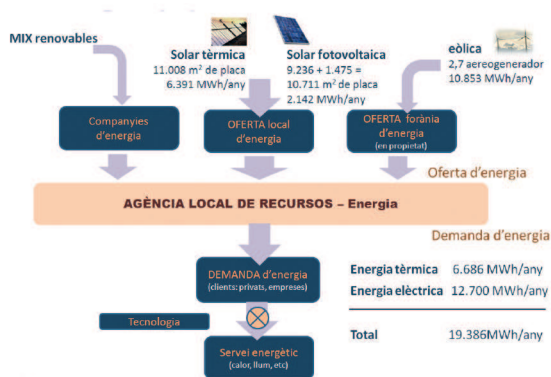 MIX renovables
Solar tèrmica
11.008 m² de placa
6.391 MWh/any
Solar fotovoltaica
9.236 + 1.475 =
10.711 m² de placa
2.142 MWh/any
eòlica
2,7 aereogenerador
10.853 MWh/any
Companyies
d'energia
OFERTA local
d'energia
OFERTA forània
d'energia
(en propietat)
Oferta d'energia
AGÈNCIA LOCAL DE RECURSOS – Energia
Demanda d'energia
DEMANDA d'energia
(clients: privats, empreses)
Energia tèrmica 6.686 MWh/any
Energia elèctrica 12.700 MWh/any
Tecnologia
Total 19.386MWh/any
Servei energètic
(calor, llum, etc)